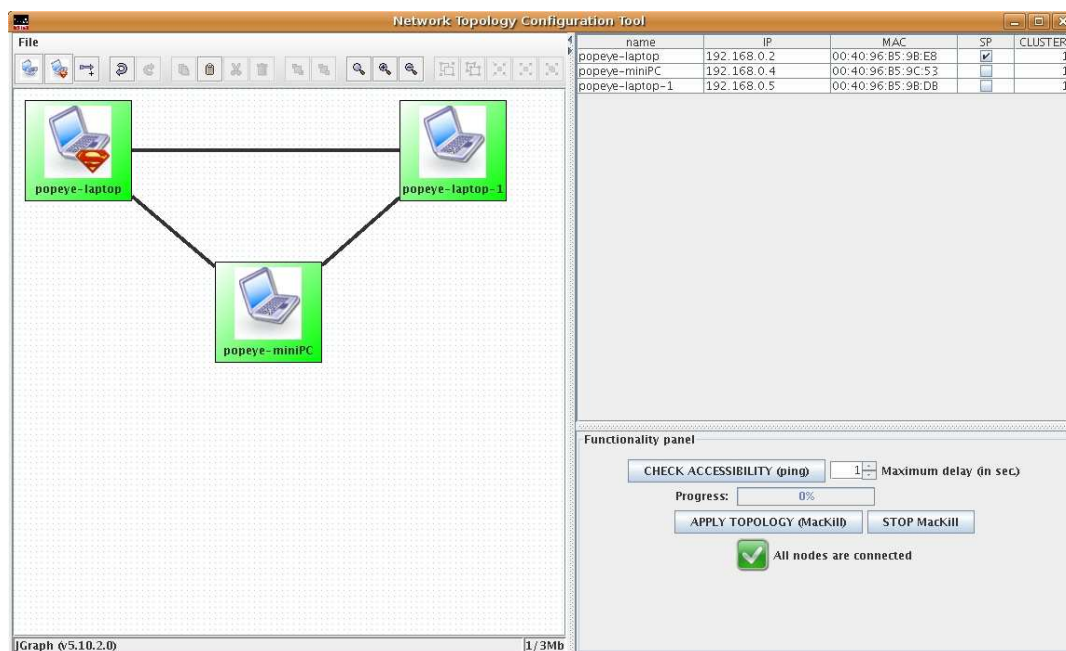 Network Topology Configuration Tool
File
popeye-laptop
popeye-laptop-1
popeye-miniPC
JGraph (v5.10.2.0)
1/3Mb
name IP MAC SP CLUSTER
popeye-laptop 192.168.0.2 00:40:96:B5:9B:E8 1
popeye-miniPC 192.168.0.4 00:40:96:B5:9C:53 1
popeye-laptop-1 192.168.0.5 00:40:96:B5:9B:DB 1
Functionality panel
CHECK ACCESSIBILITY (ping) 1 Maximum delay (in sec.)
Progress: 0%
APPLY TOPOLOGY (MacKill) STOP MacKill
All nodes are connected